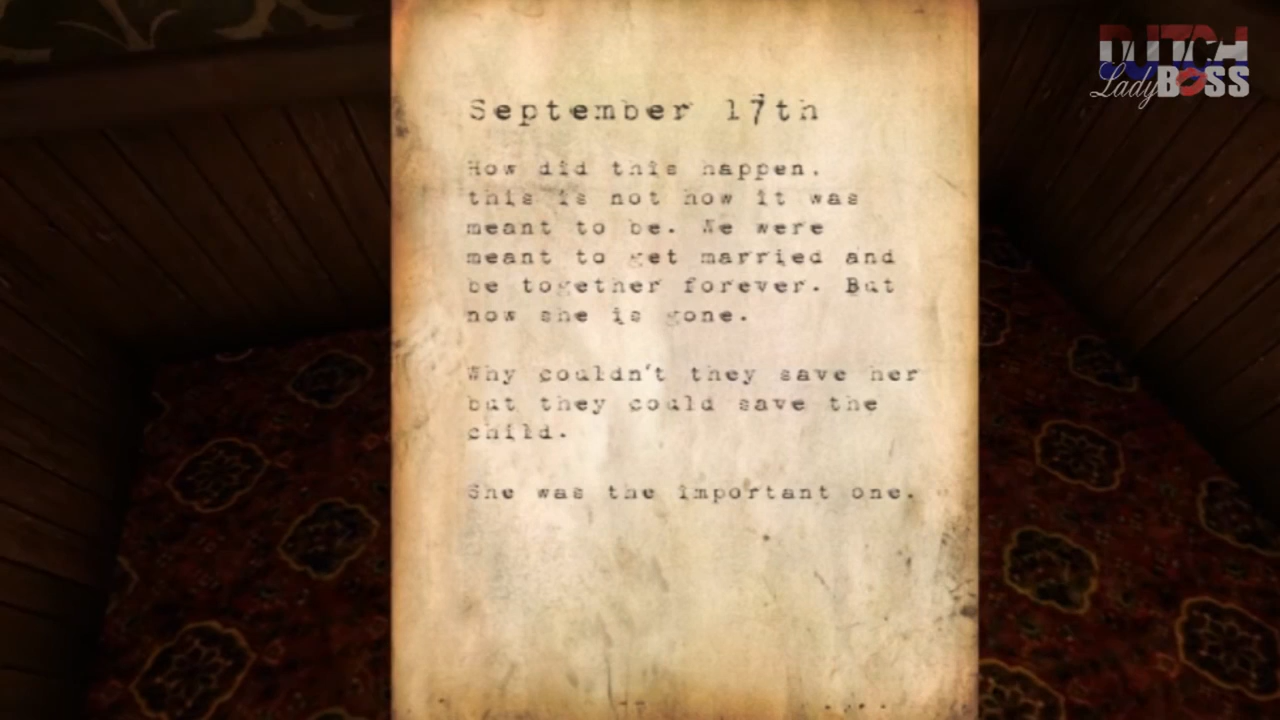 DUTCH
LadyBOSS
September 17th
How did this happen.
this is not how it was
meant to be. We were
meant to get married and
be together forever. But
now she is gone.
Why couldn't they save her
but they could save the
child.
She was the important one.